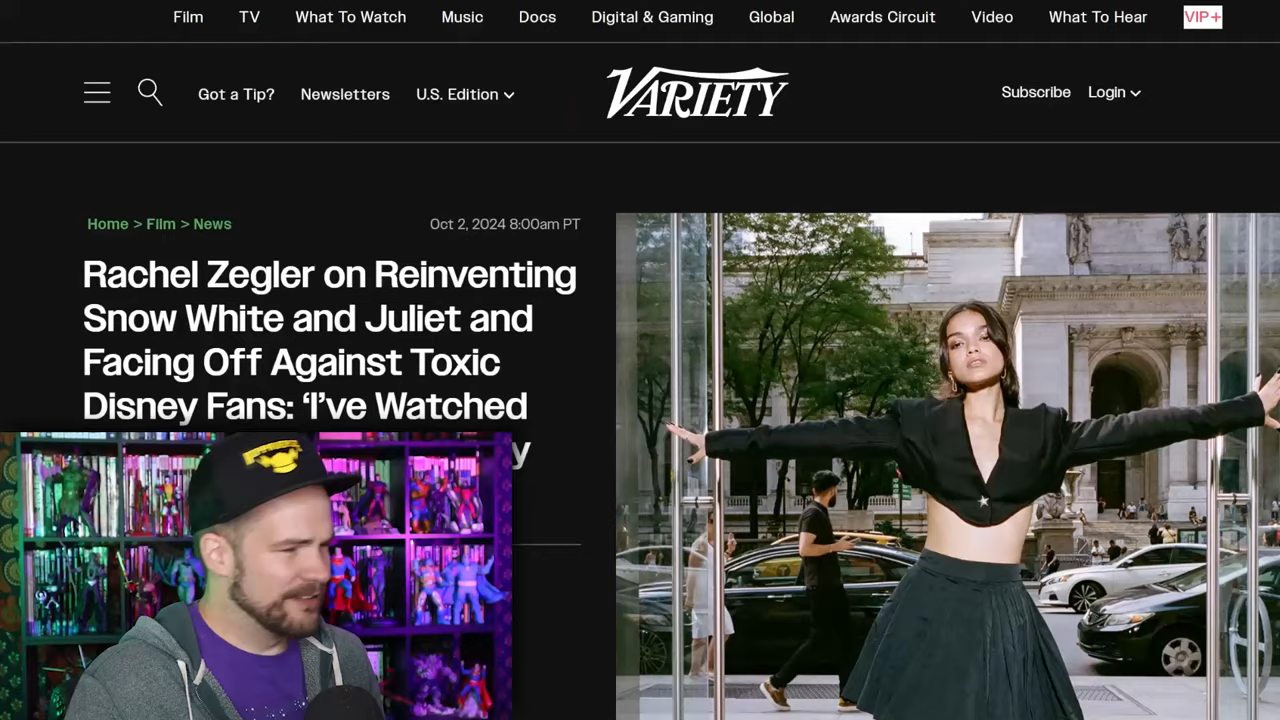 Film TV What To Watch Music Docs Digital & Gaming Global Awards Circuit Video What To Hear VIP+
Got a Tip? Newsletters U.S. Edition VARIETY Subscribe Login
Home > Film > News Oct 2, 2024 8:00am PT
Rachel Zegler on Reinventing
Snow White and Juliet and
Facing Off Against Toxic
Disney Fans: ‘I’ve Watched
y